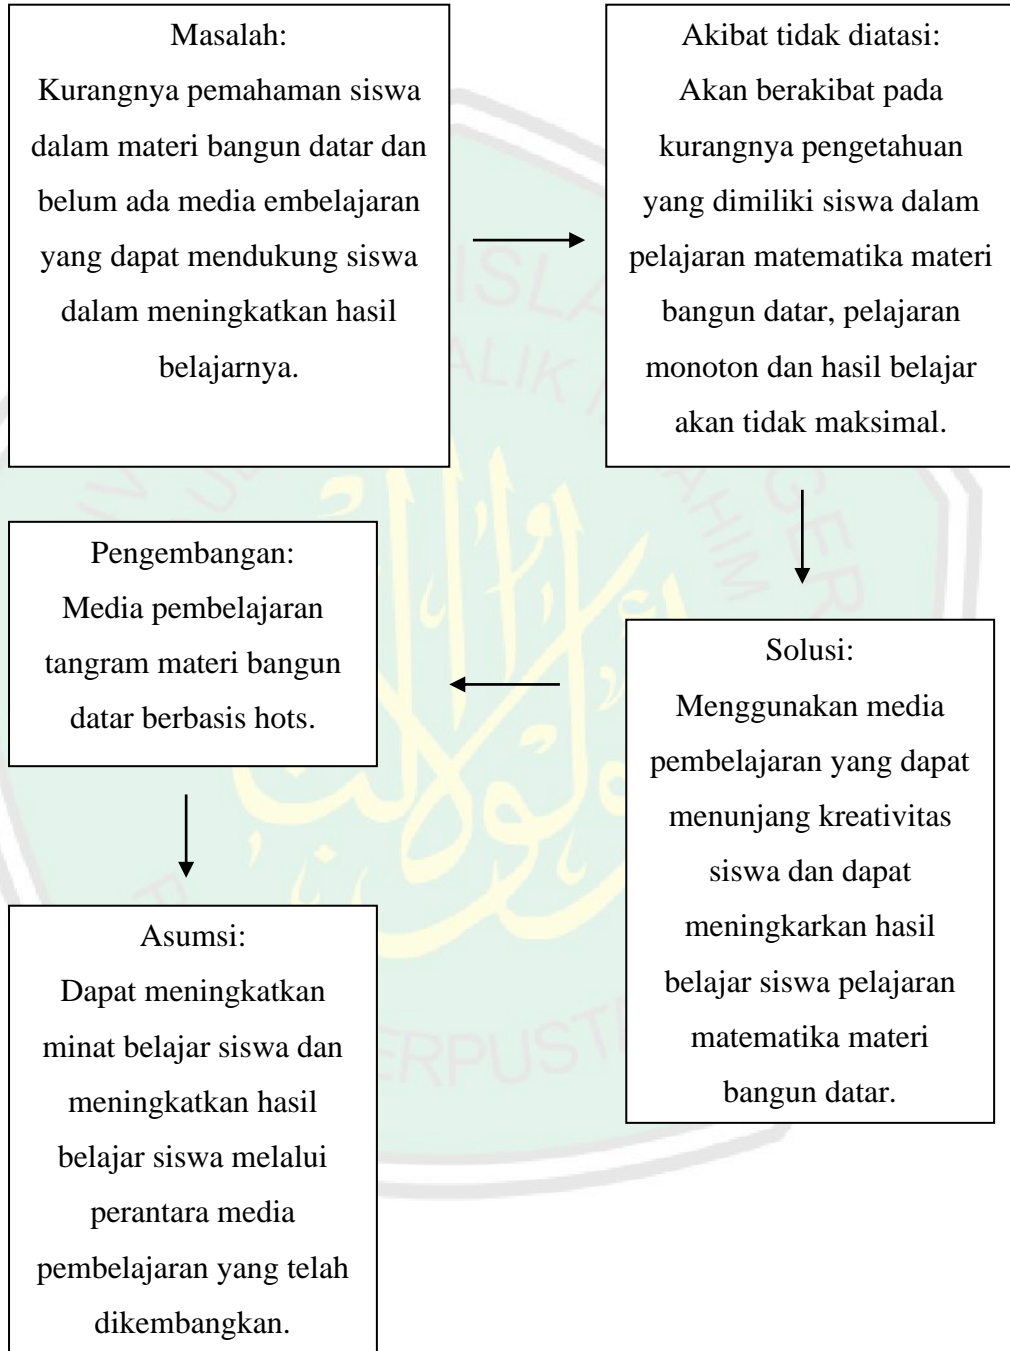 Masalah:
Kurangnya pemahaman siswa
dalam materi bangun datar dan
belum ada media embelajaran
yang dapat mendukung siswa
dalam meningkatkan hasil
belajarnya.
Akibat tidak diatasi:
Akan berakibat pada
kurangnya pengetahuan
yang dimiliki siswa dalam
pelajaran matematika materi
bangun datar, pelajaran
monoton dan hasil belajar
akan tidak maksimal.
Solusi:
Menggunakan media
pembelajaran yang dapat
menunjang kreativitas
siswa dan dapat
meningkarkan hasil
belajar siswa pelajaran
matematika materi
bangun datar.
Pengembangan:
Media pembelajaran
tangram materi bangun
datar berbasis hots.
Asumsi:
Dapat meningkatkan
minat belajar siswa dan
meningkatkan hasil
belajar siswa melalui
perantara media
pembelajaran yang telah
dikembangkan.